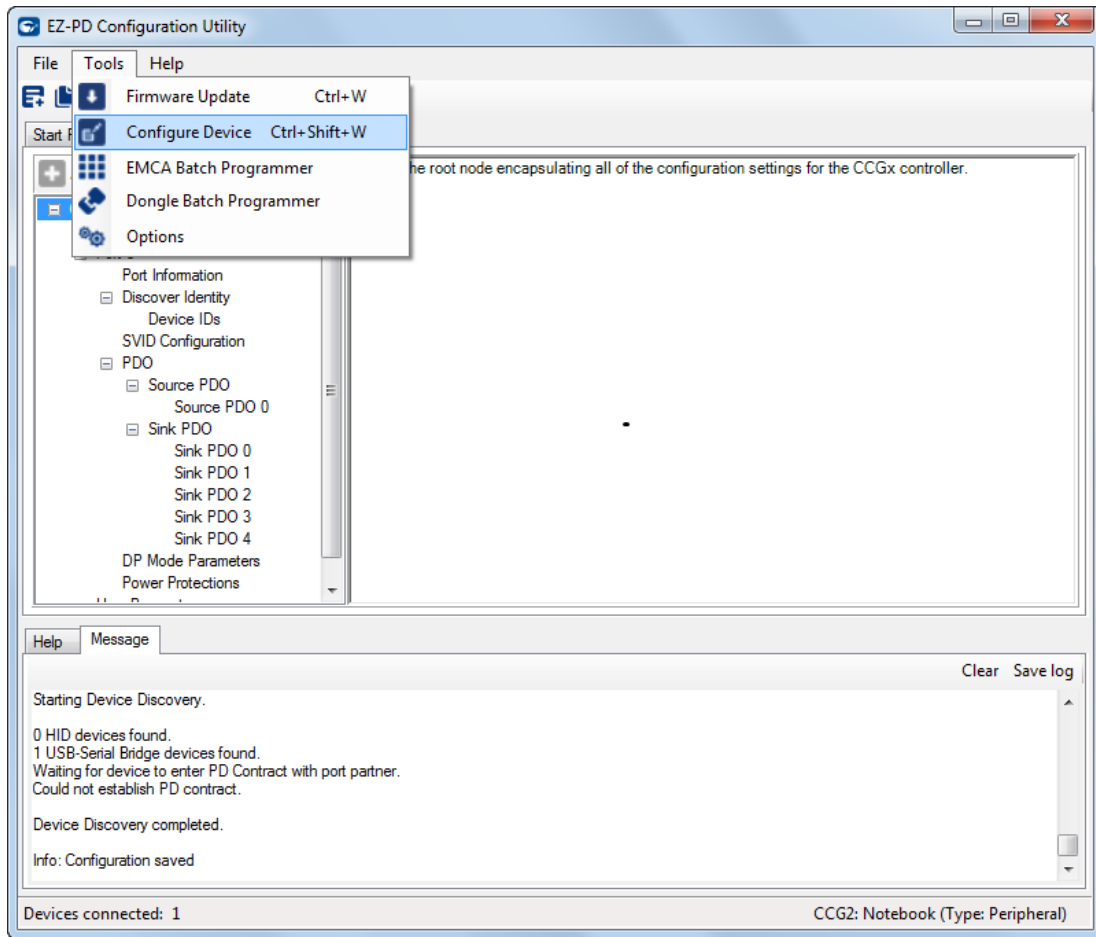 EZ-PD Configuration Utility
File Tools Help
Firmware Update Ctrl+W
Configure Device Ctrl+Shift+W
EMCA Batch Programmer
Dongle Batch Programmer
Options
Start
he root node encapsulating all of the configuration settings for the CCGx controller.
Port Information
Discover Identity
Device IDs
SVID Configuration
PDO
Source PDO
Source PDO 0
Sink PDO
Sink PDO 0
Sink PDO 1
Sink PDO 2
Sink PDO 3
Sink PDO 4
DP Mode Parameters
Power Protections
Help Message
Clear Save log
Starting Device Discovery.
0 HID devices found.
1 USB-Serial Bridge devices found.
Waiting for device to enter PD Contract with port partner.
Could not establish PD contract.
Device Discovery completed.
Info: Configuration saved
Devices connected: 1
CCG2: Notebook (Type: Peripheral)